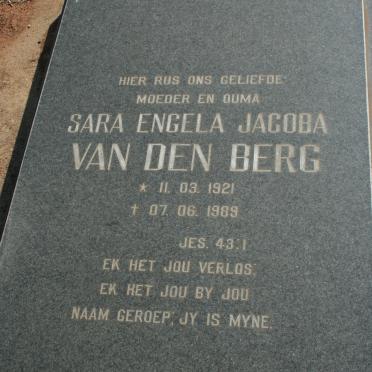 HIER RUS ONS GELIEFDE
MOEDER EN OUMA
SARA ENGELA JACOBA
VAN DEN BERG
* 11. 03. 1921
† 07. 06. 1989
JES. 43:1
EK HET JOU VERLOS,
EK HET JOU BY JOU
NAAM GEROEP, JY IS MYNE.